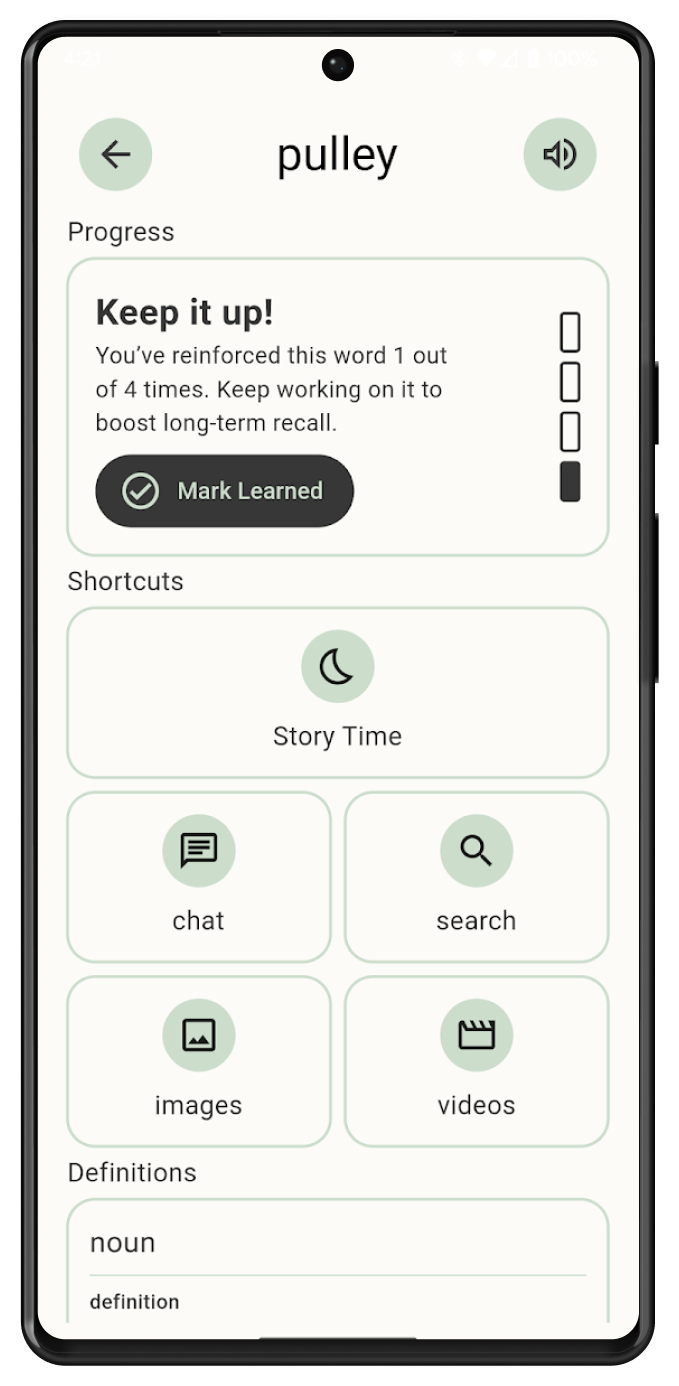 pulley
Progress
Keep it up!
You’ve reinforced this word 1 out
of 4 times. Keep working on it to
boost long-term recall.
Mark Learned
Shortcuts
Story Time
chat
search
images
videos
Definitions
noun
definition